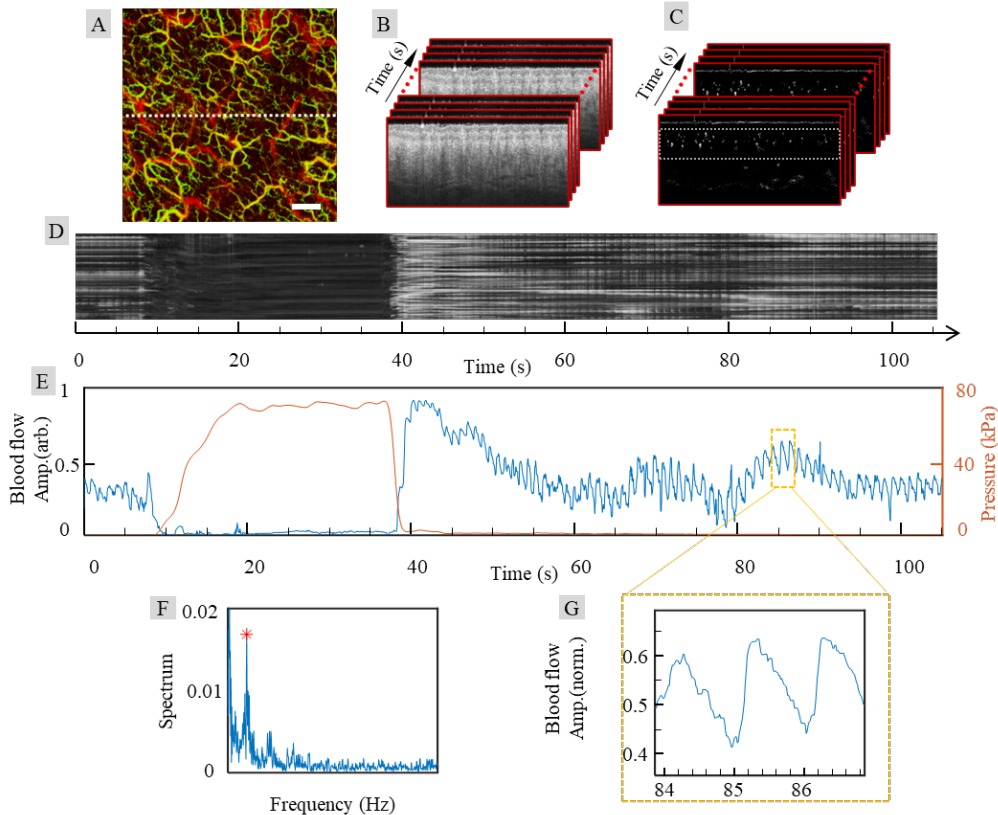 A
B
Time (s)
C
Time (s)
D
0 20 40 60 80 100
Time (s)
E
1
0.5
0
Blood flow
Amp.(arb.)
80
40
0
Pressure (kPa)
0 20 40 60 80 100
Time (s)
F
0.02
0.01
0
Spectrum
Frequency (Hz)
G
0.6
0.5
0.4
Blood flow
Amp.(norm.)
84 85 86